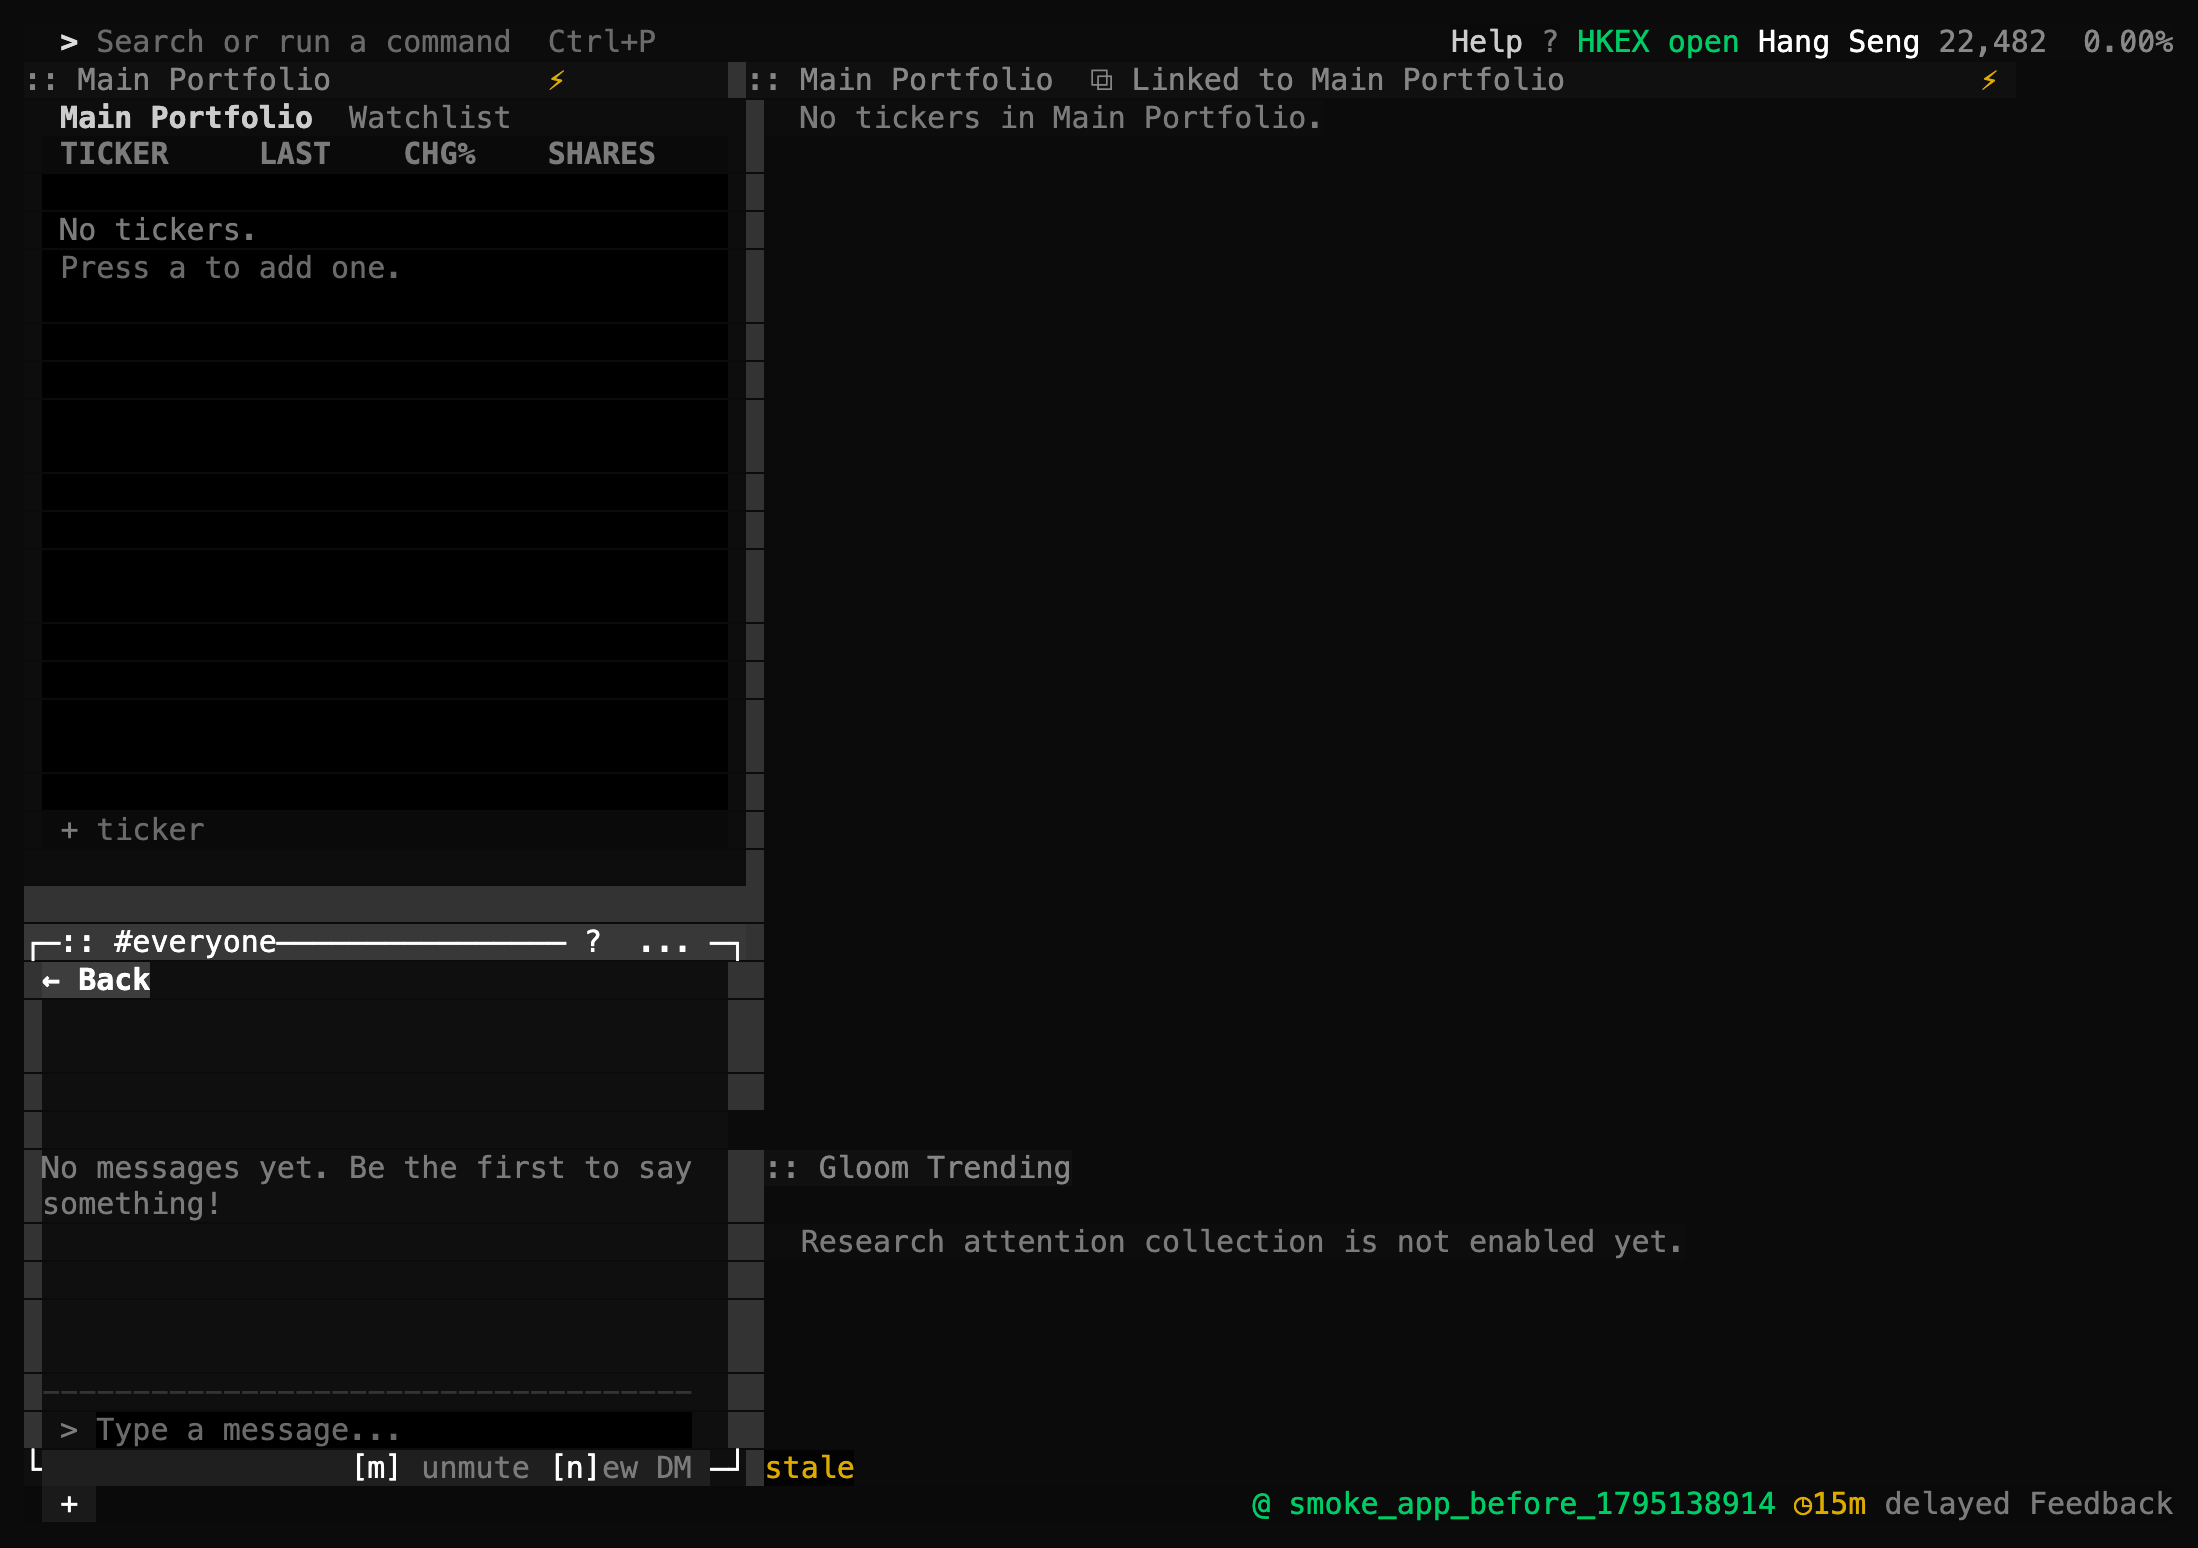 > Search or run a command  Ctrl+P  Help ? HKEX open Hang Seng 22,482  0.00%
:: Main Portfolio ⚡
Main Portfolio  Watchlist
TICKER  LAST  CHG%  SHARES
No tickers.
Press a to add one.
+ ticker
:: #everyone ? ...
← Back
No messages yet. Be the first to say
something!
> Type a message...
[m] unmute [n]ew DM
:: Main Portfolio  ⧉ Linked to Main Portfolio ⚡
No tickers in Main Portfolio.
:: Gloom Trending
Research attention collection is not enabled yet.
stale
+
@ smoke_app_before_1795138914 ◷15m delayed Feedback